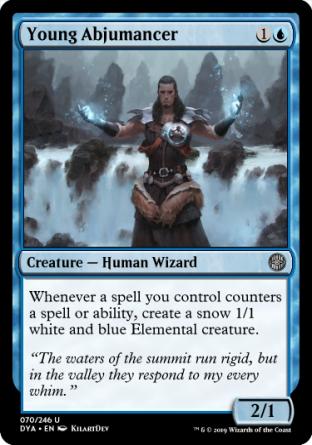 Young Abjumancer 1
Creature — Human Wizard
Whenever a spell you control counters
a spell or ability, create a snow 1/1
white and blue Elemental creature.
“The waters of the summit run rigid, but
in the valley they respond to my every
whim.”
2/1
070/246 U
DYA • EN KhartDev
™ & © 2019 Wizards of the Coast